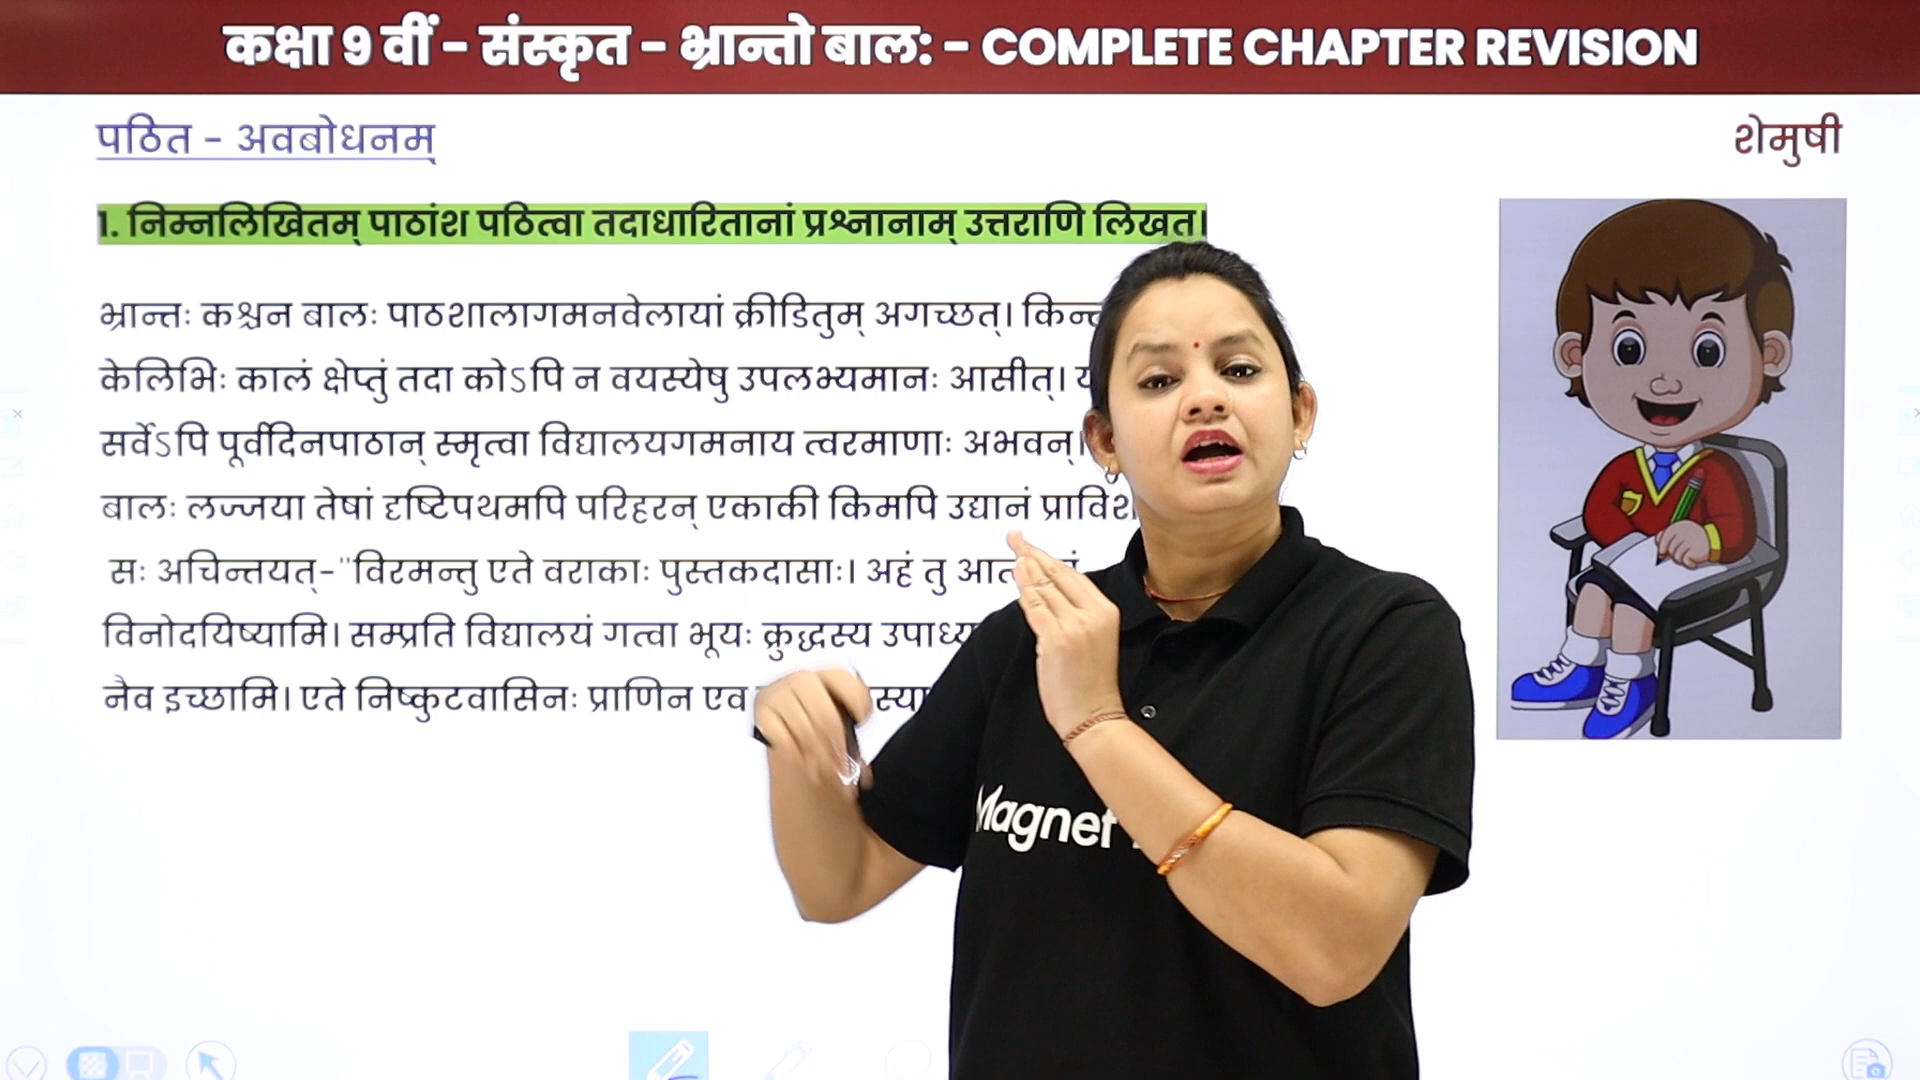 कक्षा 9 वीं - संस्कृत - भ्रान्तो बाल: - COMPLETE CHAPTER REVISION
पठित - अवबोधनम्
शेमुषी
1. निम्नलिखितम् पाठांश पठित्वा तदाधारितानां प्रश्नानाम् उत्तराणि लिखत।
भ्रान्तः कश्चन बालः पाठशालागमनवेलायां क्रीडितुम् अगच्छत्।
केलिभिः कालं क्षेप्तुं तदा कोऽपि न वयस्येषु उपलभ्यमानः आसीत्।
सर्वेऽपि पूर्वदिनपाठान् स्मृत्वा विद्यालयगमनाय त्वरमाणाः अभवन्।
बालः लज्जया तेषां दृष्टिपथमपि परिहरन् एकाकी किमपि उद्यानं
सः अचिन्तयत्-"विरमन्तु एते वराकाः पुस्तकदासाः। अहं तु
विनोदयिष्यामि। सम्प्रति विद्यालयं गत्वा भूयः क्रुद्धस्य
नैव इच्छामि। एते निष्कुटवासिनः प्राणिन एव
Magnet